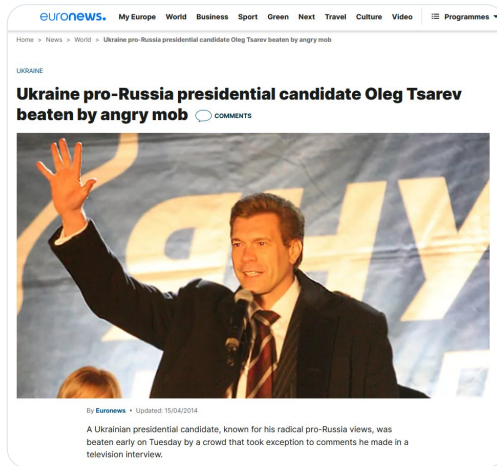 euronews.
My Europe World Business Sport Green Next Travel Culture Video Programmes
Home > News > World > Ukraine pro-Russia presidential candidate Oleg Tsarev beaten by angry mob
UKRAINE
Ukraine pro-Russia presidential candidate Oleg Tsarev
beaten by angry mob COMMENTS
By Euronews • Updated: 15/04/2014
A Ukrainian presidential candidate, known for his radical pro-Russia views, was
beaten early on Tuesday by a crowd that took exception to comments he made in a
television interview.